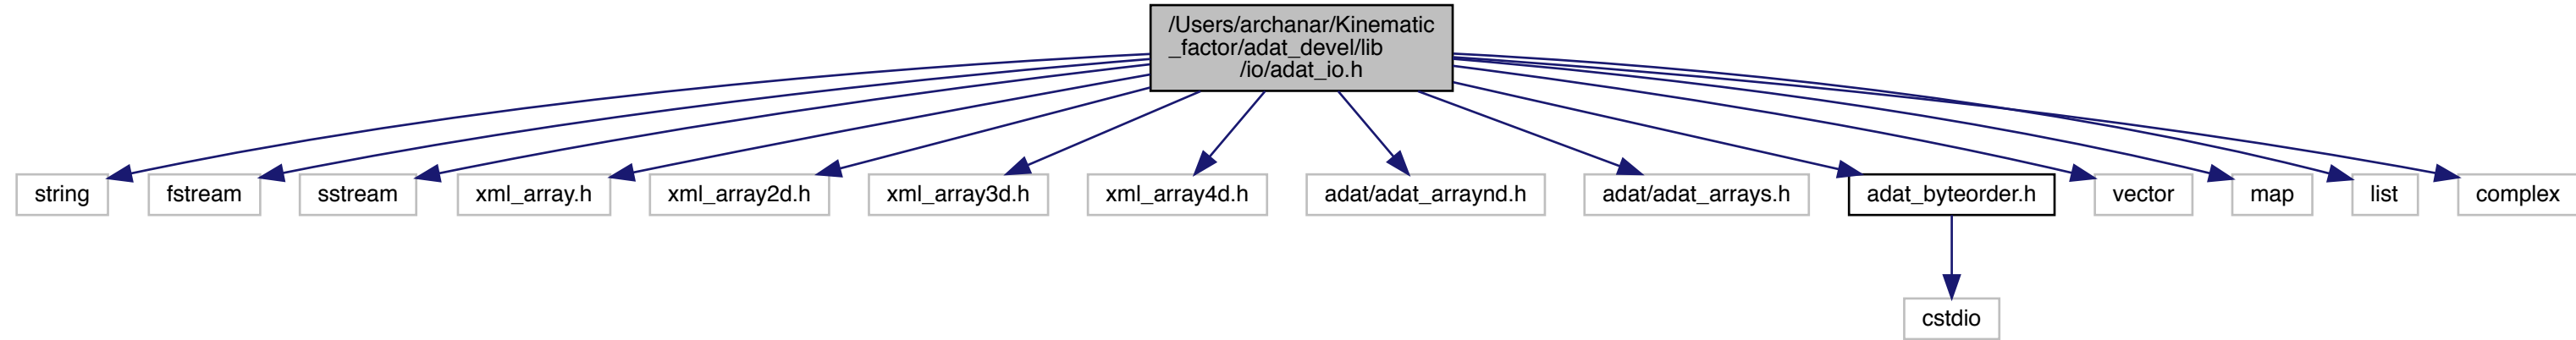 /Users/archanar/Kinematic
_factor/adat_devel/lib
/io/adat_io.h
string
fstream
sstream
xml_array.h
xml_array2d.h
xml_array3d.h
xml_array4d.h
adat/adat_arraynd.h
adat/adat_arrays.h
adat_byteorder.h
vector
map
list
complex
cstdio